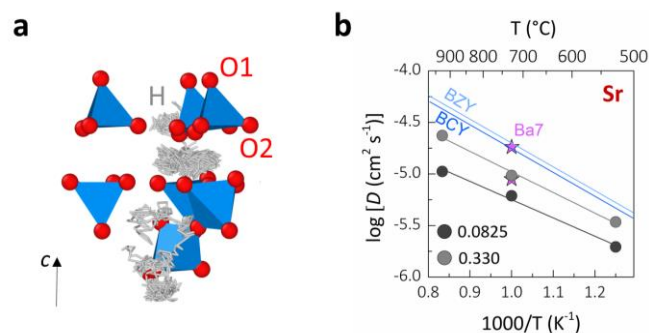 a
O1
H
O2
c
b
T (°C)
900 800 700 600 500
-4.0
-4.5
-5.0
-5.5
-6.0
log [D (cm² s⁻¹)]
BZY
BCY
Sr
Ba7
0.0825
0.330
0.8 0.9 1.0 1.1 1.2
1000/T (K⁻¹)